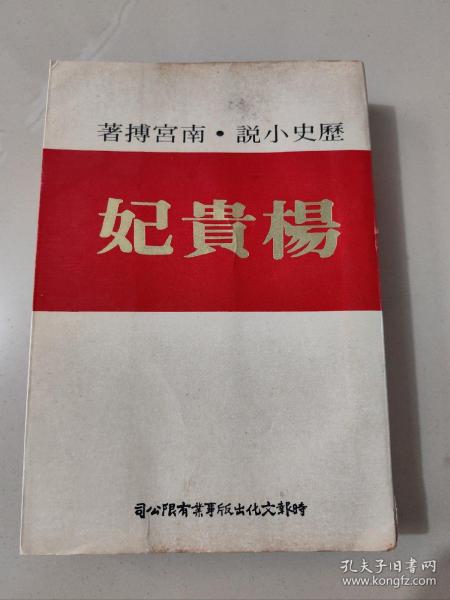 歷史小説・南宮搏著
楊貴妃
時報文化出版事業有限公司
孔夫子旧书网
www.kongfz.com